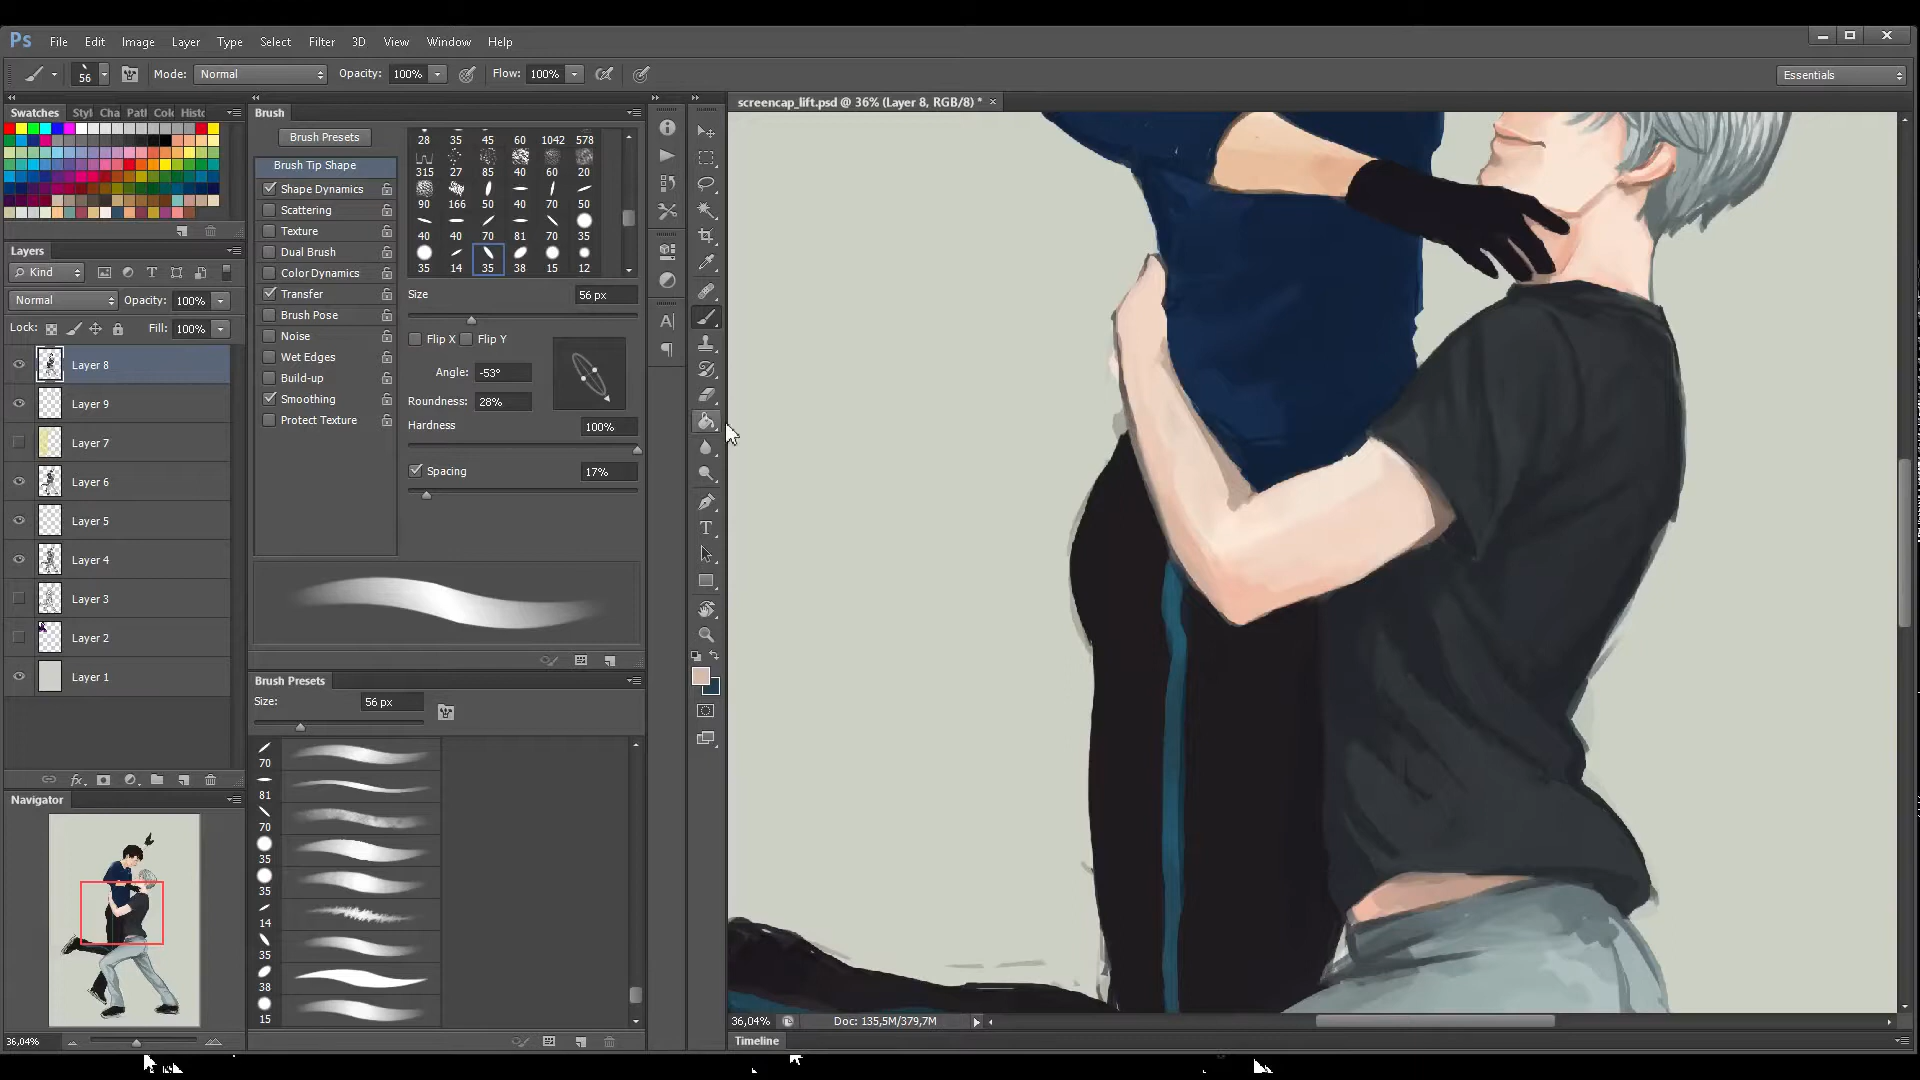 Ps File Edit Image Layer Type Select Filter 3D View Window Help
56 Mode: Normal Opacity: 100% Flow: 100% Essentials
Swatches Styl Cha Patl Col Histo
Brush
screencap_lift.psd @ 36% (Layer 8, RGB/8) * ×
Brush Presets
Brush Tip Shape
Shape Dynamics
Scattering
Texture
Dual Brush
Color Dynamics
Transfer
Brush Pose
Noise
Wet Edges
Build-up
Smoothing
Protect Texture
28 35 45 60 1042 578
315 27 85 40 60 20
90 166 50 40 70 50
40 40 70 81 70 35
35 14 35 38 15 12
Size 56 px
Flip X Flip Y
Angle: -53°
Roundness: 28%
Hardness 100%
Spacing 17%
Layers
Kind
Normal Opacity: 100%
Lock: Fill: 100%
Layer 8
Layer 9
Layer 7
Layer 6
Layer 5
Layer 4
Layer 3
Layer 2
Layer 1
fx
Brush Presets
Size: 56 px
70
81
70
35
35
14
35
38
15
Navigator
36,04%
36,04% Doc: 135,5M/379,7M
Timeline